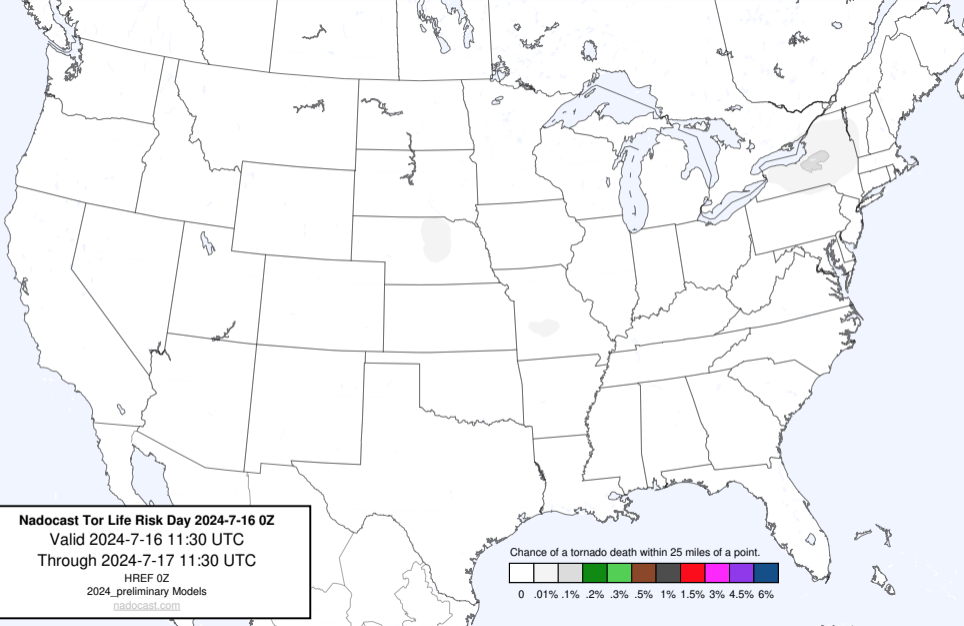 Nadocast Tor Life Risk Day 2024-7-16 0Z
Valid 2024-7-16 11:30 UTC
Through 2024-7-17 11:30 UTC
HREF 0Z
2024_preliminary Models
nadocast.com
Chance of a tornado death within 25 miles of a point.
0 .01% .1% .2% .3% .5% 1% 1.5% 3% 4.5% 6%